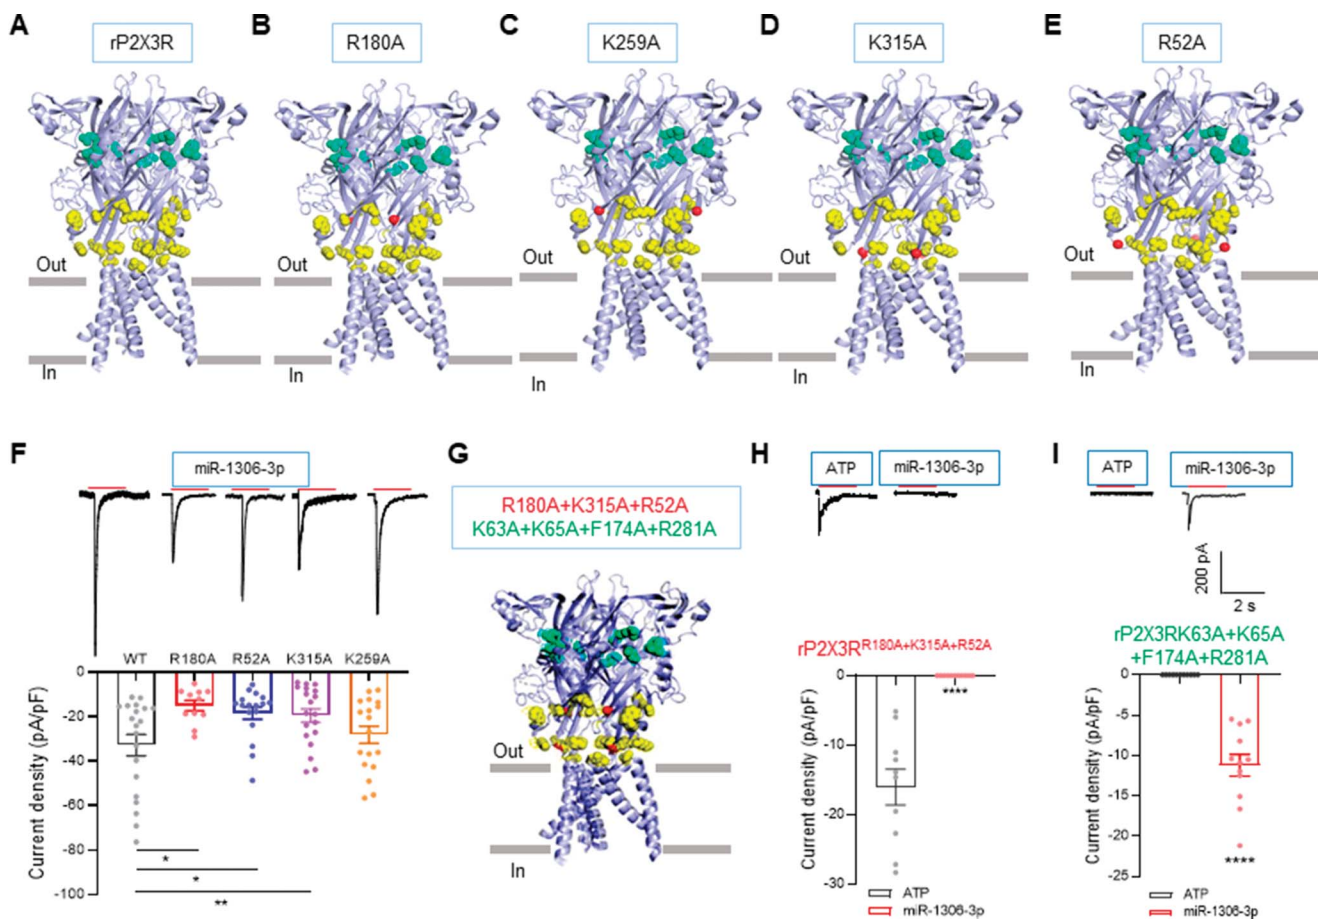 A
rP2X3R
B
R180A
C
K259A
D
K315A
E
R52A
Out
In
Out
In
Out
In
Out
In
Out
In
F
miR-1306-3p
WT R180A R52A K315A K259A
Current density (pA/pF)
0
-20
-40
-60
-80
-100
*
*
**
G
R180A+K315A+R52A
K63A+K65A+F174A+R281A
Out
In
H
ATP
miR-1306-3p
rP2X3R^R180A+K315A+R52A
Current density (pA/pF)
0
-10
-20
-30
****
ATP
miR-1306-3p
I
ATP
miR-1306-3p
200 pA
2 s
rP2X3RK63A+K65A
+F174A+R281A
Current density (pA/pF)
0
-5
-10
-15
-20
-25
****
ATP
miR-1306-3p